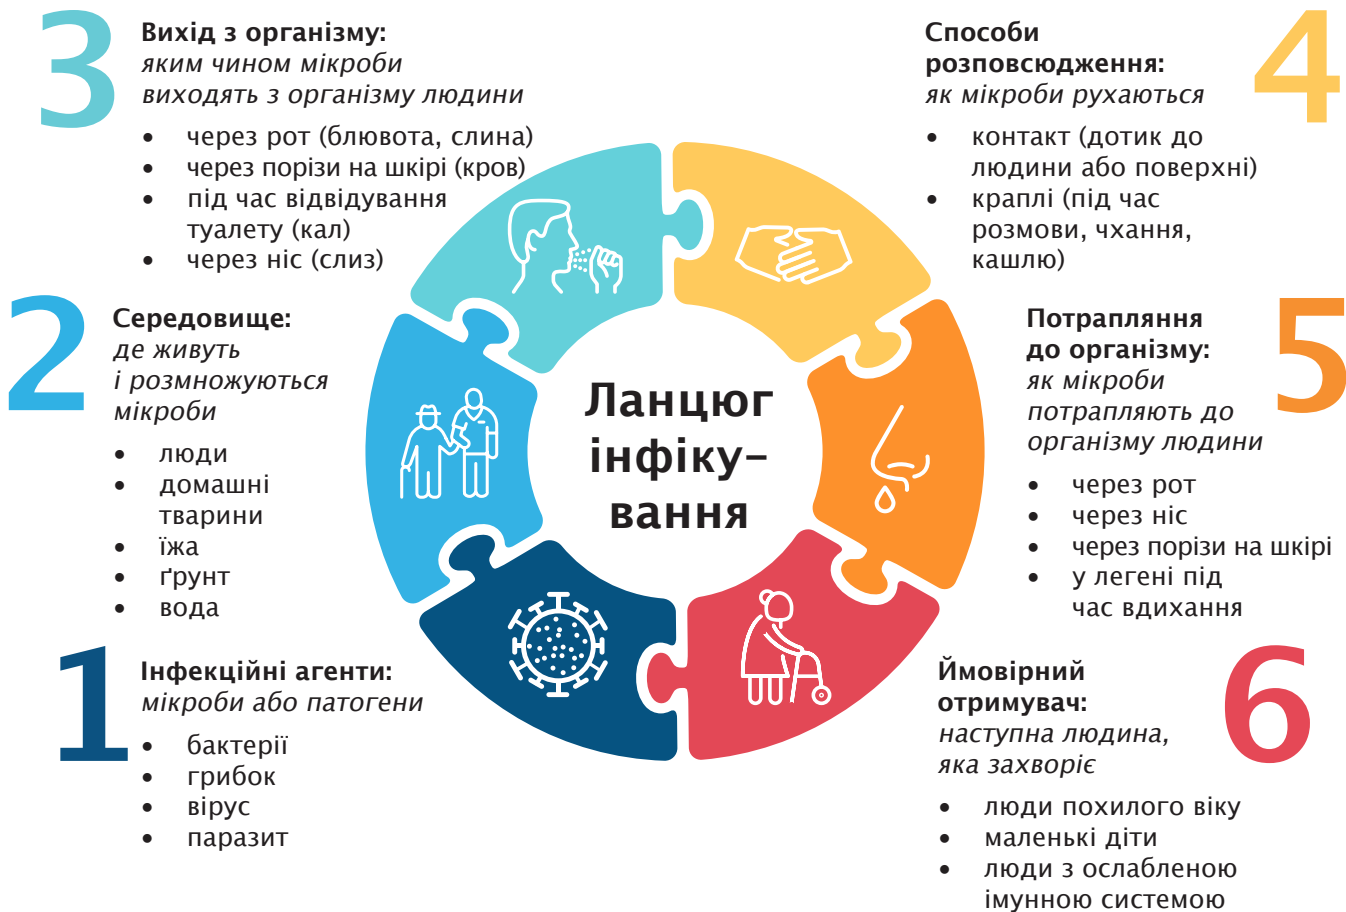 3
Вихід з організму:
яким чином мікроби
виходять з організму людини
• через рот (блювота, слина)
• через порізи на шкірі (кров)
• під час відвідування
туалету (кал)
• через ніс (слиз)
4
Способи
розповсюдження:
як мікроби рухаються
• контакт (дотик до
людини або поверхні)
• краплі (під час
розмови, чхання,
кашлю)
2
Середовище:
де живуть
і розмножуються
мікроби
• люди
• домашні
тварини
• їжа
• ґрунт
• вода
Ланцюг
інфіку–
вання
5
Потрапляння
до організму:
як мікроби
потрапляють до
організму людини
• через рот
• через ніс
• через порізи на шкірі
• у легені під
час вдихання
1
Інфекційні агенти:
мікроби або патогени
• бактерії
• грибок
• вірус
• паразит
6
Ймовірний
отримувач:
наступна людина,
яка захворіє
• люди похилого віку
• маленькі діти
• люди з ослабленою
імунною системою